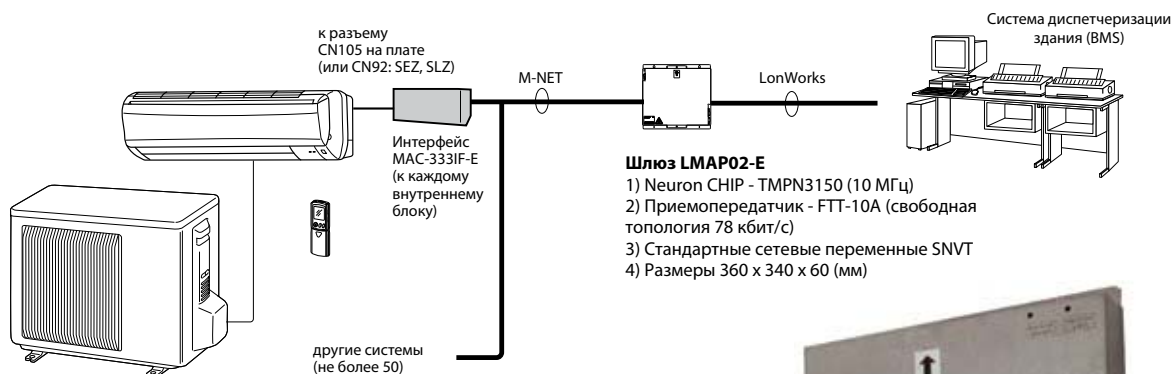 к разъему
CN105 на плате
(или CN92: SEZ, SLZ)
Интерфейс
MAC-333IF-E
(к каждому
внутреннему
блоку)
M-NET
LonWorks
Система диспетчеризации
здания (BMS)
Шлюз LMAP02-E
1) Neuron CHIP - TMPN3150 (10 МГц)
2) Приемопередатчик - FTT-10A (свободная
топология 78 кбит/с)
3) Стандартные сетевые переменные SNVT
4) Размеры 360 x 340 x 60 (мм)
другие системы
(не более 50)